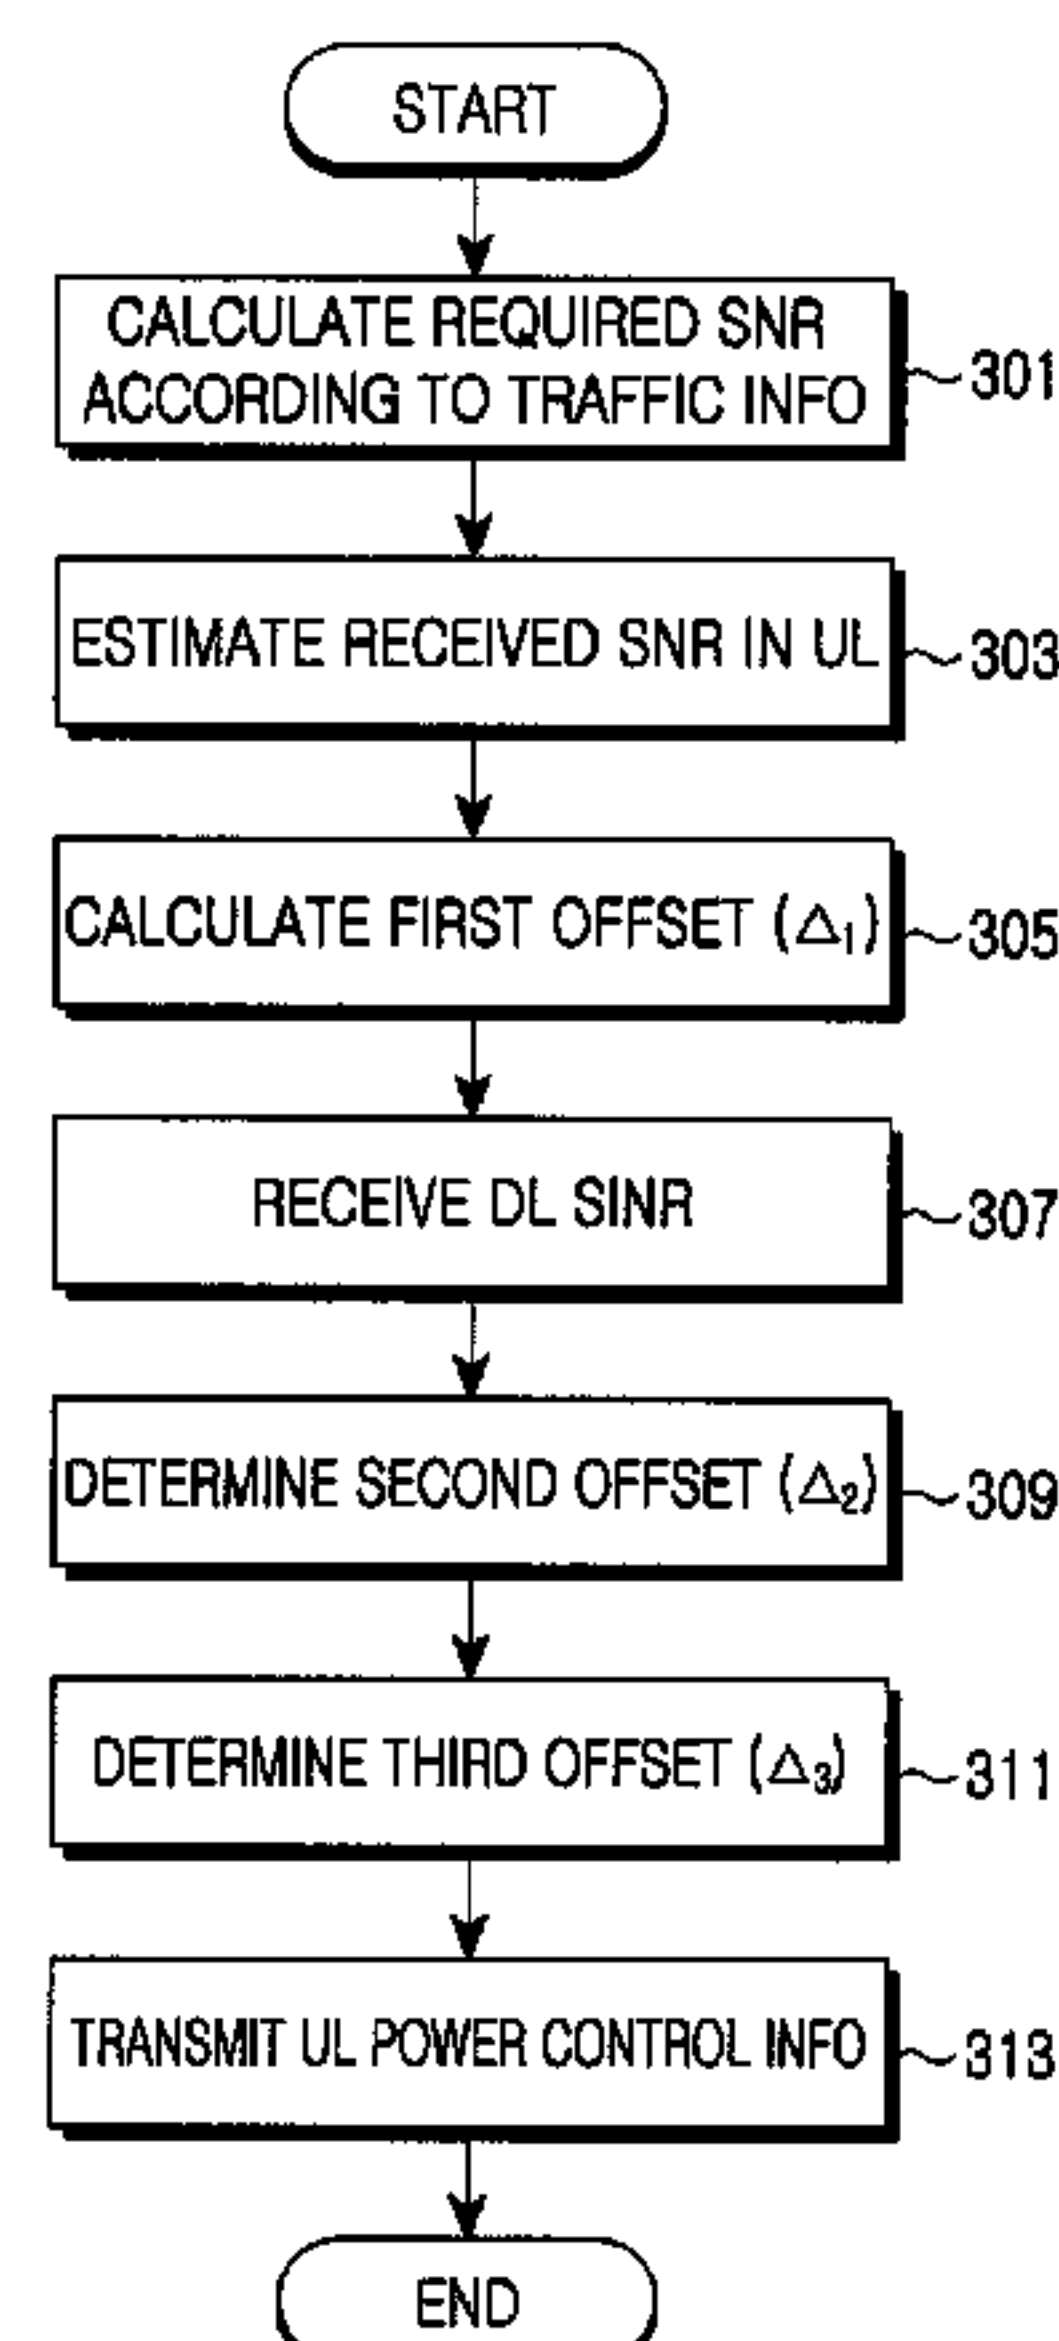 START
CALCULATE REQUIRED SNR
ACCORDING TO TRAFFIC INFO
301
ESTIMATE RECEIVED SNR IN UL
303
CALCULATE FIRST OFFSET (Δ₁)
305
RECEIVE DL SINR
307
DETERMINE SECOND OFFSET (Δ₂)
309
DETERMINE THIRD OFFSET (Δ₃)
311
TRANSMIT UL POWER CONTROL INFO
313
END